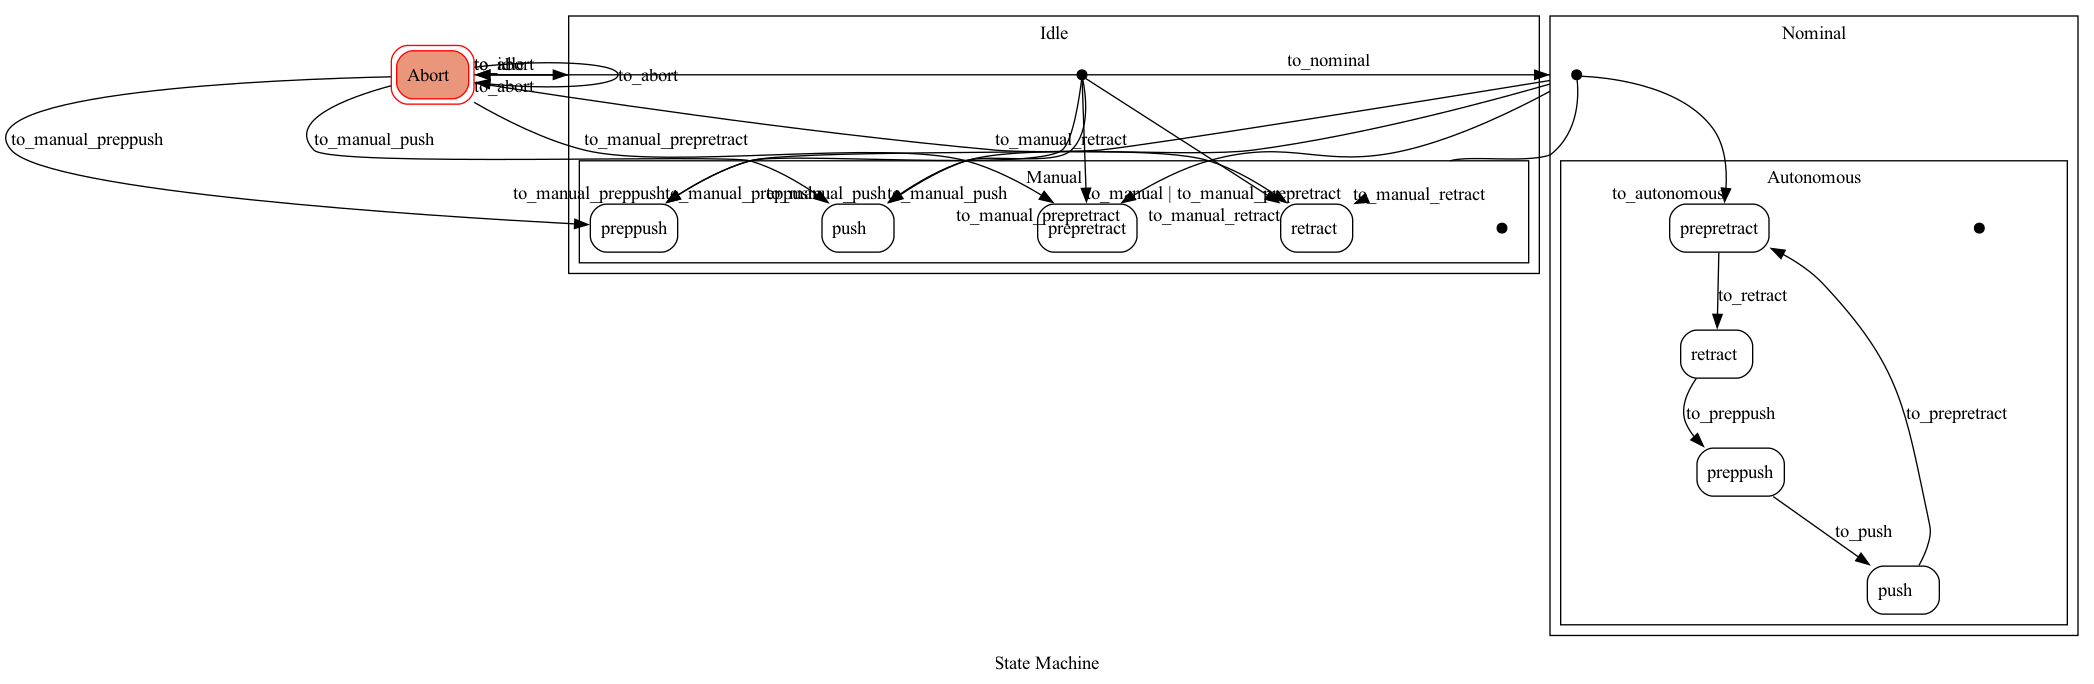 Idle
Nominal
Abort
to_idle
to_abort
to_abort
to_abort
to_nominal
to_manual_preppush
to_manual_push
to_manual_prepretract
to_manual_retract
Manual
Autonomous
to_manual_preppush
to_manual_preppush
to_manual_push
to_manual_push
to_manual | to_manual_prepretract
to_manual_retract
to_autonomous
to_manual_prepretract
to_manual_retract
preppush
push
prepretract
retract
prepretract
to_retract
retract
to_preppush
to_prepretract
preppush
to_push
push
State Machine